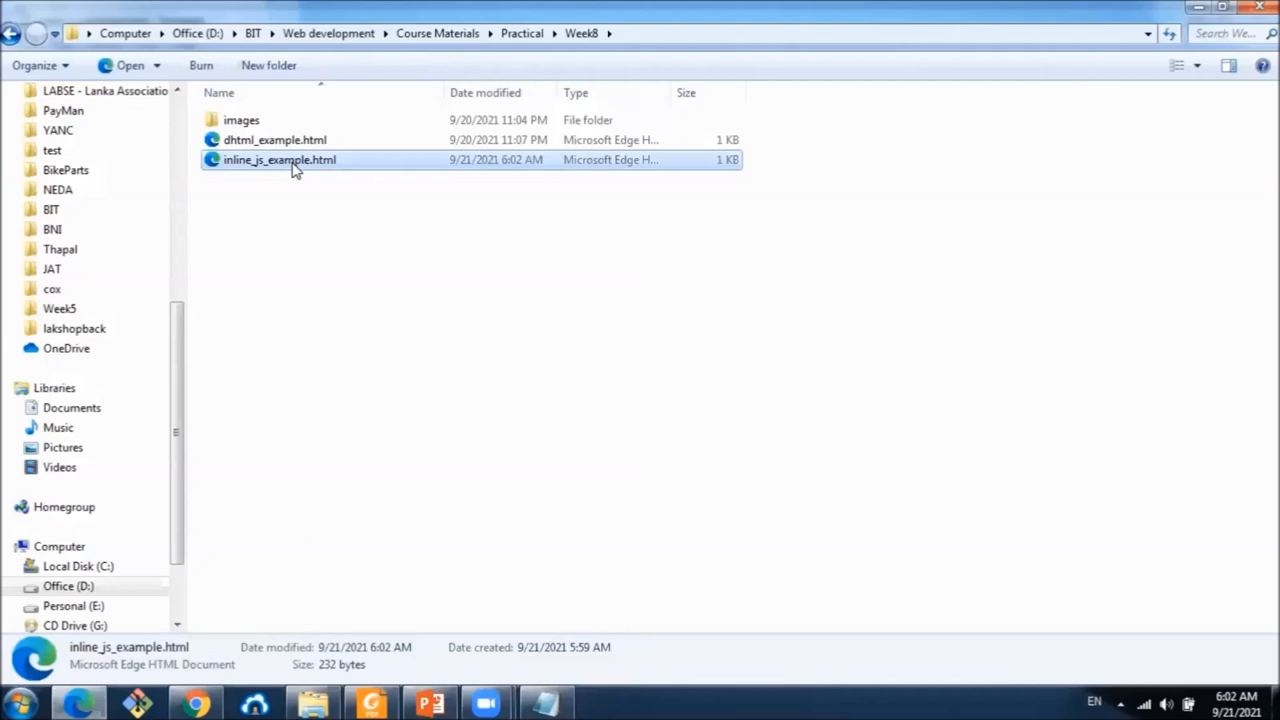 Computer Office (D:) BIT Web development Course Materials Practical Week8 Search We...
Organize Open Burn New folder
Name Date modified Type Size
images 9/20/2021 11:04 PM File folder
dhtml_example.html 9/20/2021 11:07 PM Microsoft Edge H... 1 KB
inline_js_example.html 9/21/2021 6:02 AM Microsoft Edge H... 1 KB
LABSE - Lanka Associatio
PayMan
YANC
test
BikeParts
NEDA
BIT
BNI
Thapal
JAT
cox
Week5
lakshopback
OneDrive
Libraries
Documents
Music
Pictures
Videos
Homegroup
Computer
Local Disk (C:)
Office (D:)
Personal (E:)
CD Drive (G:)
inline_js_example.html Date modified: 9/21/2021 6:02 AM Date created: 9/21/2021 5:59 AM
Microsoft Edge HTML Document Size: 232 bytes
PDF
EN 6:02 AM
9/21/2021